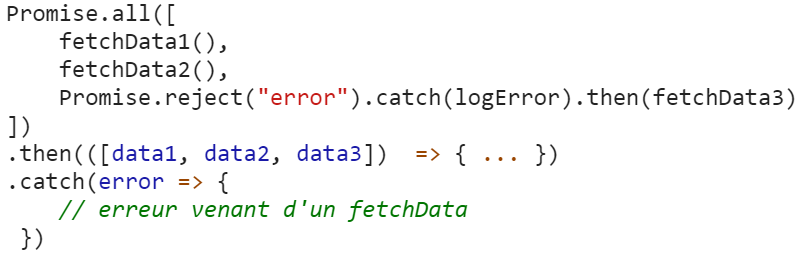 Promise.all([
    fetchData1(),
    fetchData2(),
    Promise.reject("error").catch(logError).then(fetchData3)
])
.then(([data1, data2, data3])  => { ... })
.catch(error => {
    // erreur venant d'un fetchData
 })